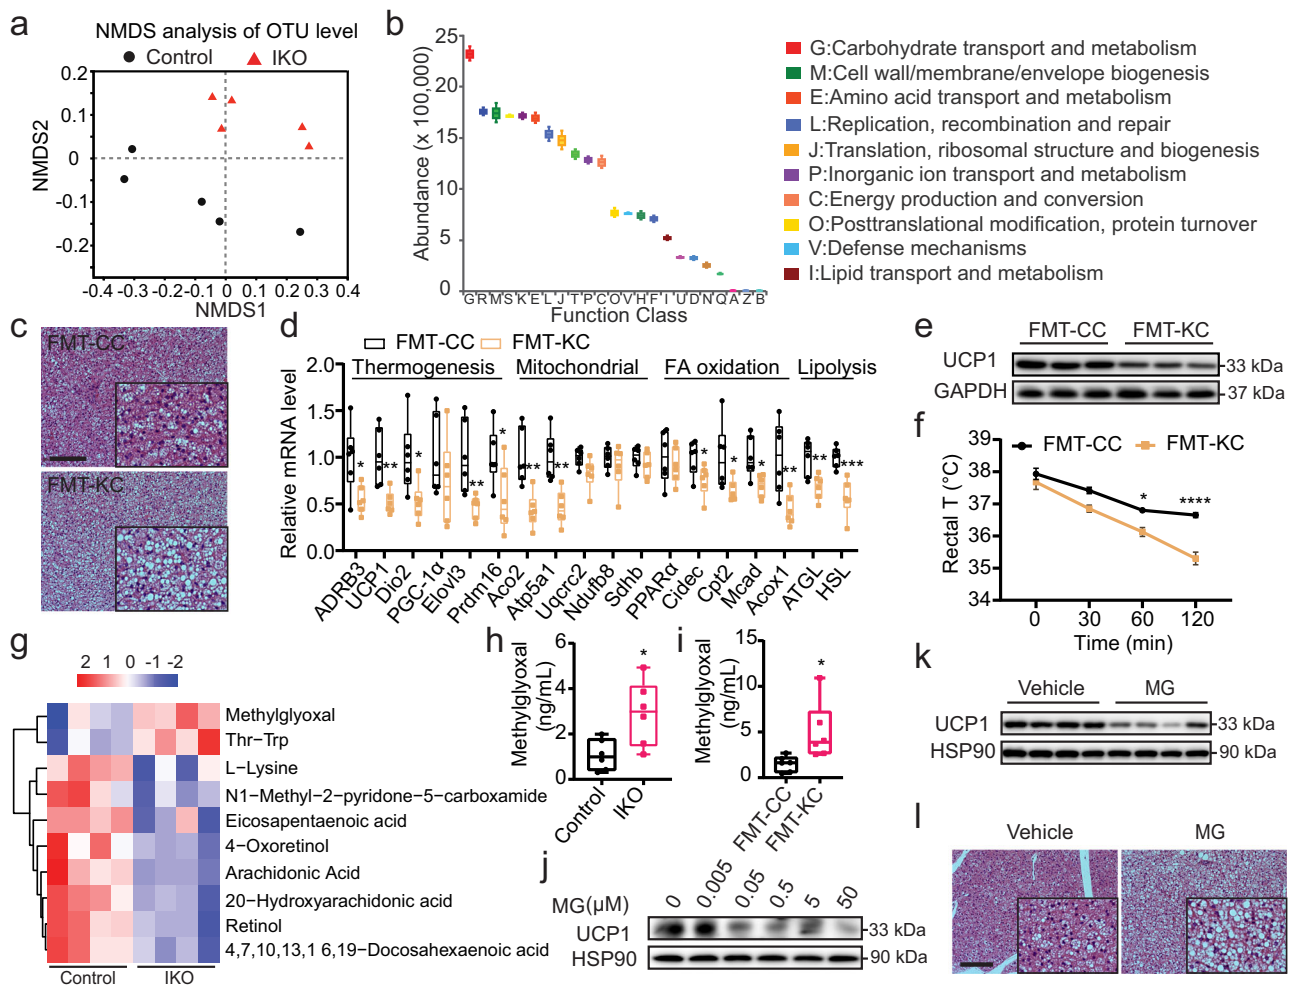 a
NMDS analysis of OTU level
Control
IKO
0.2
0.1
0
-0.1
-0.2
NMDS2
-0.4 -0.3 -0.2 -0.1 0 0.1 0.2 0.3 0.4
NMDS1
b
25
20
15
10
5
0
Abundance (x 100,000)
G R M S K E L J T P C O V H F I U D N Q A Z B
Function Class
G:Carbohydrate transport and metabolism
M:Cell wall/membrane/envelope biogenesis
E:Amino acid transport and metabolism
L:Replication, recombination and repair
J:Translation, ribosomal structure and biogenesis
P:Inorganic ion transport and metabolism
C:Energy production and conversion
O:Posttranslational modification, protein turnover
V:Defense mechanisms
I:Lipid transport and metabolism
c
FMT-CC
FMT-KC
d
FMT-CC
FMT-KC
Thermogenesis
Mitochondrial
FA oxidation
Lipolysis
2.0
1.5
1.0
0.5
0.0
Relative mRNA level
* ** * ** * ** ** * * * ** ** ***
ADRB3
UCP1
Dio2
PGC-1α
Elovl3
Prdm16
Aco2
Atp5a1
Uqcrc2
Ndufb8
Sdhb
PPARα
Cidec
Cpt2
Mcad
Acox1
ATGL
HSL
e
FMT-CC FMT-KC
UCP1
33 kDa
GAPDH
37 kDa
f
FMT-CC
FMT-KC
39
38
37
36
35
34
Rectal T (°C)
* ****
0 30 60 120
Time (min)
g
2 1 0 -1 -2
Methylglyoxal
Thr−Trp
L−Lysine
N1−Methyl−2−pyridone−5−carboxamide
Eicosapentaenoic acid
4−Oxoretinol
Arachidonic Acid
20−Hydroxyarachidonic acid
Retinol
4,7,10,13,1 6,19−Docosahexaenoic acid
Control IKO
h
6
4
2
0
Methylglyoxal
(ng/mL)
*
Control
IKO
i
15
10
5
0
Methylglyoxal
(ng/mL)
*
FMT-CC
FMT-KC
j
MG(μM)
0 0.005 0.05 0.5 5 50
UCP1
33 kDa
HSP90
90 kDa
k
Vehicle MG
UCP1
33 kDa
HSP90
90 kDa
l
Vehicle MG